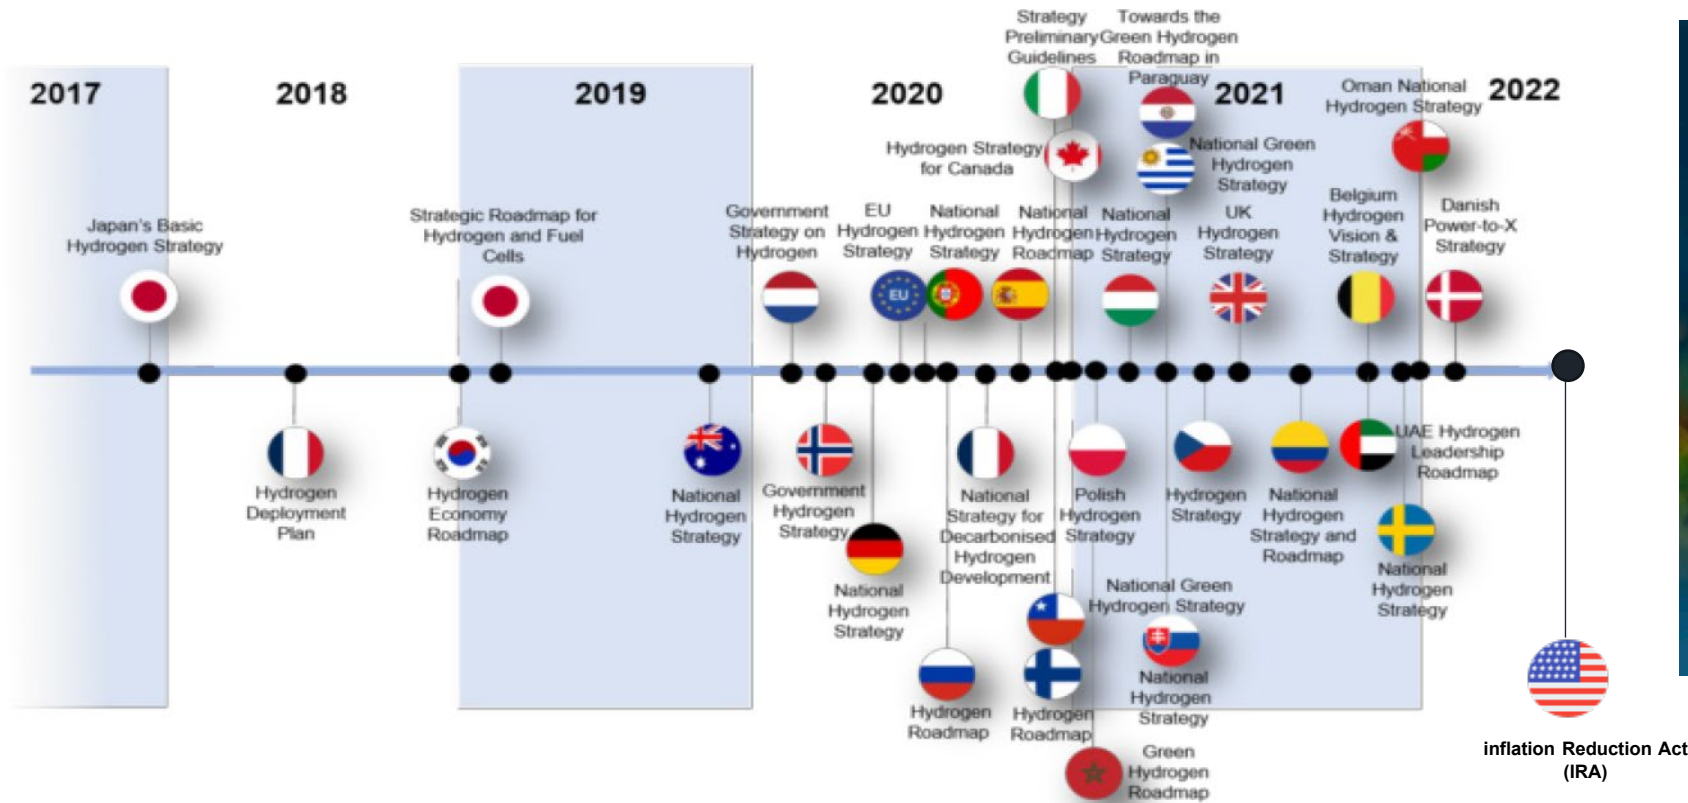 2017
2018
2019
2020
2021
2022
Strategy
Preliminary
Guidelines
Towards the
Green Hydrogen
Roadmap in
Paraguay
Oman National
Hydrogen Strategy
Hydrogen Strategy
for Canada
National Green
Hydrogen
Strategy
Japan's Basic
Hydrogen Strategy
Strategic Roadmap for
Hydrogen and Fuel
Cells
Government
Strategy on
Hydrogen
EU
Hydrogen
Strategy
National
Hydrogen
Strategy
National
Hydrogen
Roadmap
National
Hydrogen
Strategy
UK
Hydrogen
Strategy
Belgium
Hydrogen
Vision &
Strategy
Danish
Power-to-X
Strategy
EU
Hydrogen
Deployment
Plan
Hydrogen
Economy
Roadmap
National
Hydrogen
Strategy
Government
Hydrogen
Strategy
National
Hydrogen
Strategy
Hydrogen
Roadmap
National
Strategy for
Decarbonised
Hydrogen
Development
National Green
Hydrogen Strategy
Hydrogen
Roadmap
Polish
Hydrogen
Strategy
Green
Hydrogen
Roadmap
National
Hydrogen
Strategy
Hydrogen
Strategy
National
Hydrogen
Strategy and
Roadmap
UAE Hydrogen
Leadership
Roadmap
National
Hydrogen
Strategy
inflation Reduction Act
(IRA)